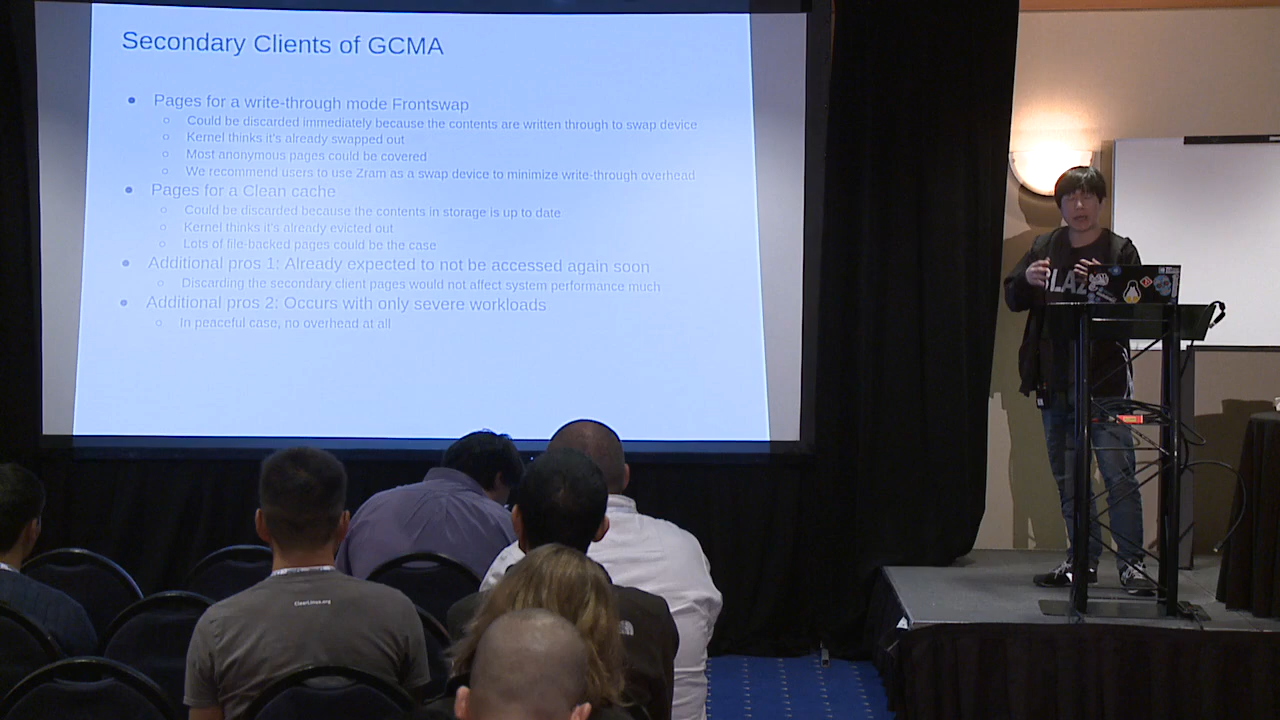 Secondary Clients of GCMA
● Pages for a write-through mode Frontswap
○ Could be discarded immediately because the contents are written through to swap device
○ Kernel thinks it's already swapped out
○ Most anonymous pages could be covered
○ We recommend users to use Zram as a swap device to minimize write-through overhead
● Pages for a Clean cache
○ Could be discarded because the contents in storage is up to date
○ Kernel thinks it's already evicted out
○ Lots of file-backed pages could be the case
● Additional pros 1: Already expected to not be accessed again soon
○ Discarding the secondary client pages would not affect system performance much
● Additional pros 2: Occurs with only severe workloads
○ In peaceful case, no overhead at all
ClearLinux.org